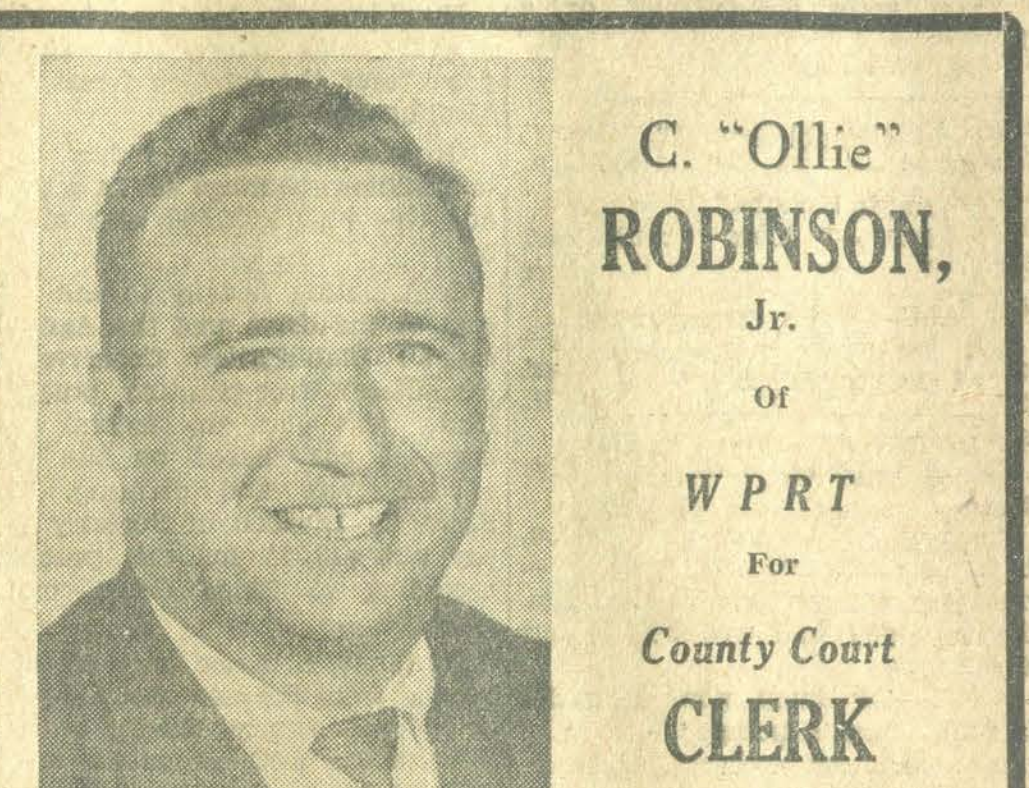 C. “Ollie”
ROBINSON,
Jr.
Of
WPRT
For
County Court
CLERK